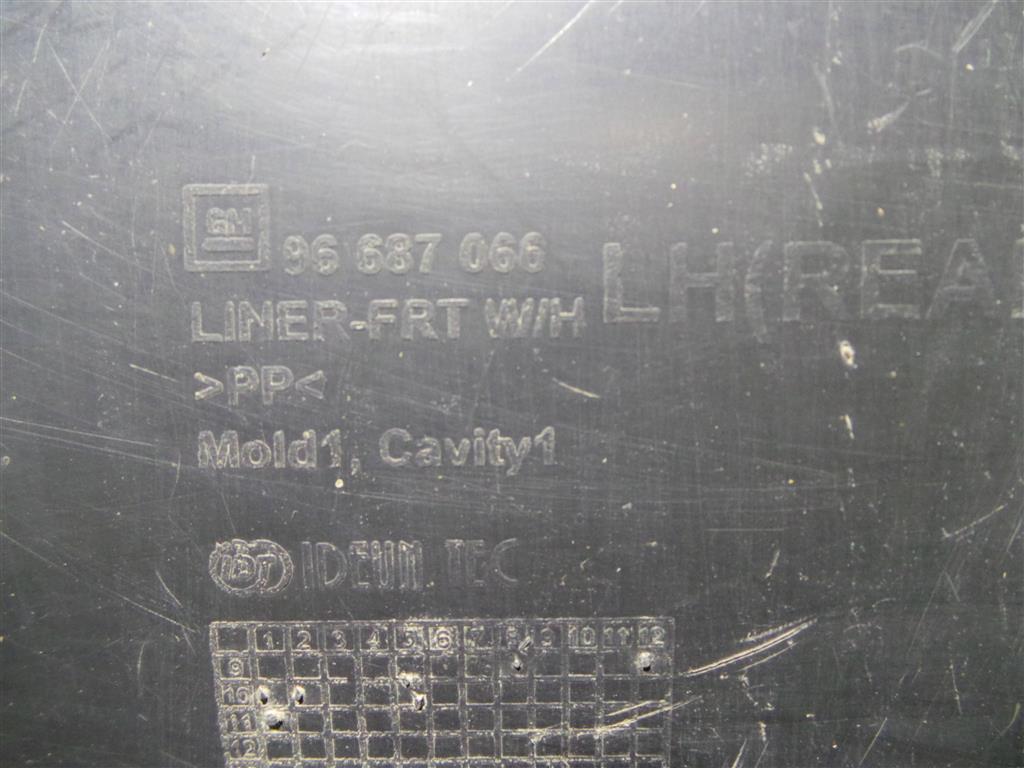 GM 96 687 066
LINER-FRT W/H
LH(REA
>PP<
Mold1, Cavity1
IDEUN TEC
1 2 3 4 5 6 7 8 9 10 11 12
9
10
11
12